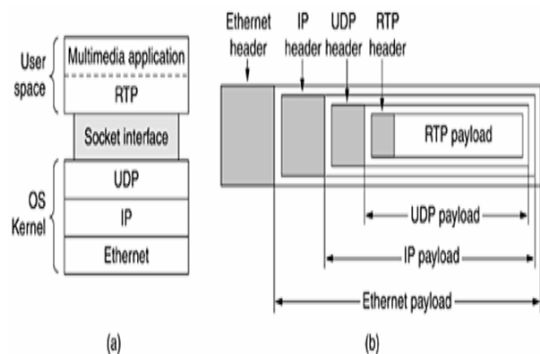 User
space
Multimedia application
RTP
Socket interface
OS
Kernel
UDP
IP
Ethernet
(a)
Ethernet
header
IP
header
UDP
header
RTP
header
RTP payload
UDP payload
IP payload
Ethernet payload
(b)